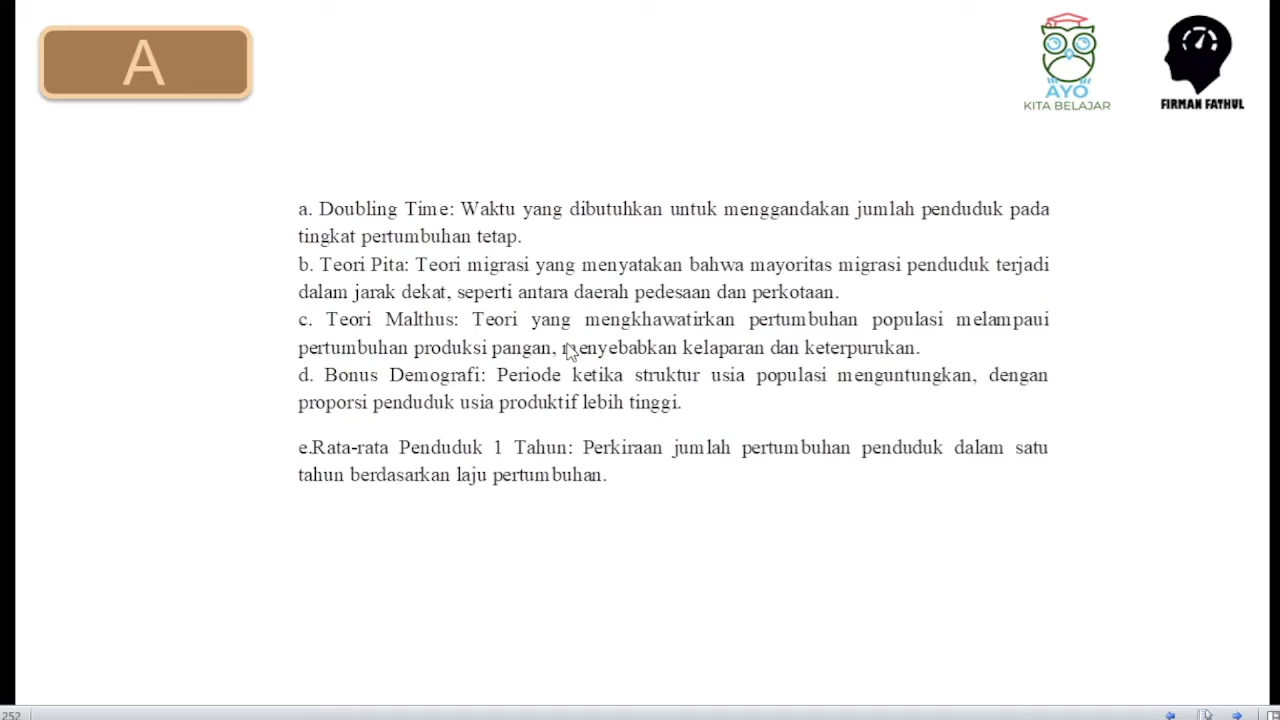 A
AYO
KITA BELAJAR
FIRMAN FATHUL
a. Doubling Time: Waktu yang dibutuhkan untuk menggandakan jumlah penduduk pada
tingkat pertumbuhan tetap.
b. Teori Pita: Teori migrasi yang menyatakan bahwa mayoritas migrasi penduduk terjadi
dalam jarak dekat, seperti antara daerah pedesaan dan perkotaan.
c. Teori Malthus: Teori yang mengkhawatirkan pertumbuhan populasi melampaui
pertumbuhan produksi pangan, menyebabkan kelaparan dan keterpurukan.
d. Bonus Demografi: Periode ketika struktur usia populasi menguntungkan, dengan
proporsi penduduk usia produktif lebih tinggi.
e.Rata-rata Penduduk 1 Tahun: Perkiraan jumlah pertumbuhan penduduk dalam satu
tahun berdasarkan laju pertumbuhan.
252